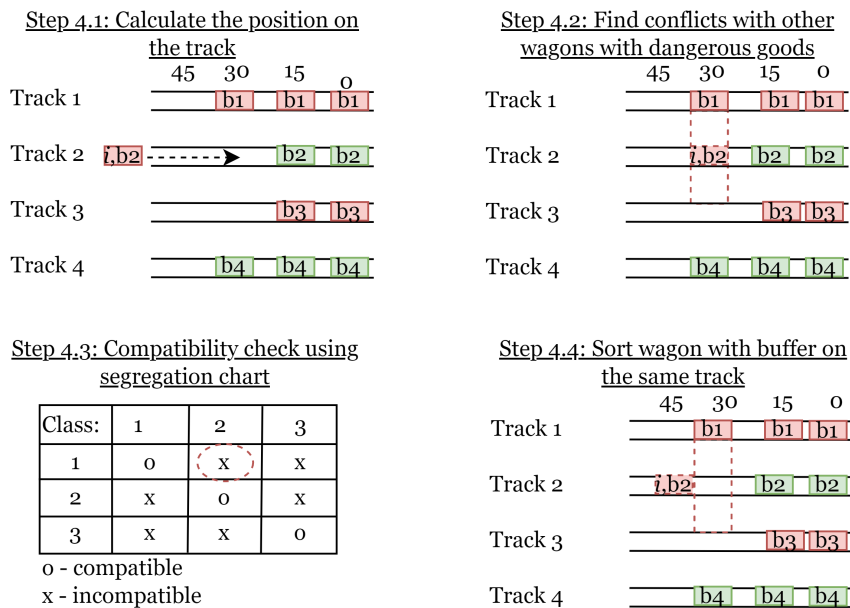 Step 4.1: Calculate the position on
the track
45 30 15 0
Track 1 b1 b1 b1
Track 2 i,b2 b2 b2
Track 3 b3 b3
Track 4 b4 b4 b4
Step 4.2: Find conflicts with other
wagons with dangerous goods
45 30 15 0
Track 1 b1 b1 b1
Track 2 i,b2 b2 b2
Track 3 b3 b3
Track 4 b4 b4 b4
Step 4.3: Compatibility check using
segregation chart
Class: 1 2 3
1 o x x
2 x o x
3 x x o
o - compatible
x - incompatible
Step 4.4: Sort wagon with buffer on
the same track
45 30 15 0
Track 1 b1 b1 b1
Track 2 i,b2 b2 b2
Track 3 b3 b3
Track 4 b4 b4 b4